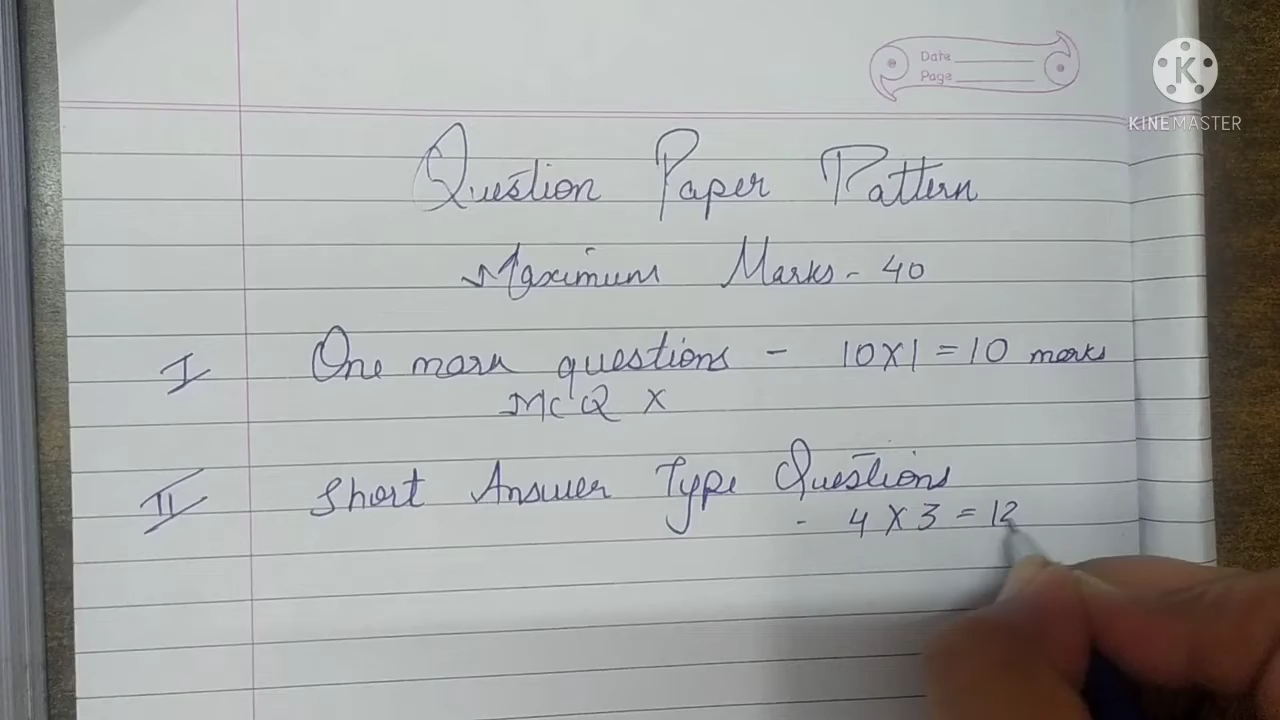 Date
Page
KINEMASTER
Question Paper Pattern
Maximum Marks - 40
I One mark questions - 10 X 1 = 10 marks
MCQ X
II Short Answer Type Questions
- 4 X 3 = 12